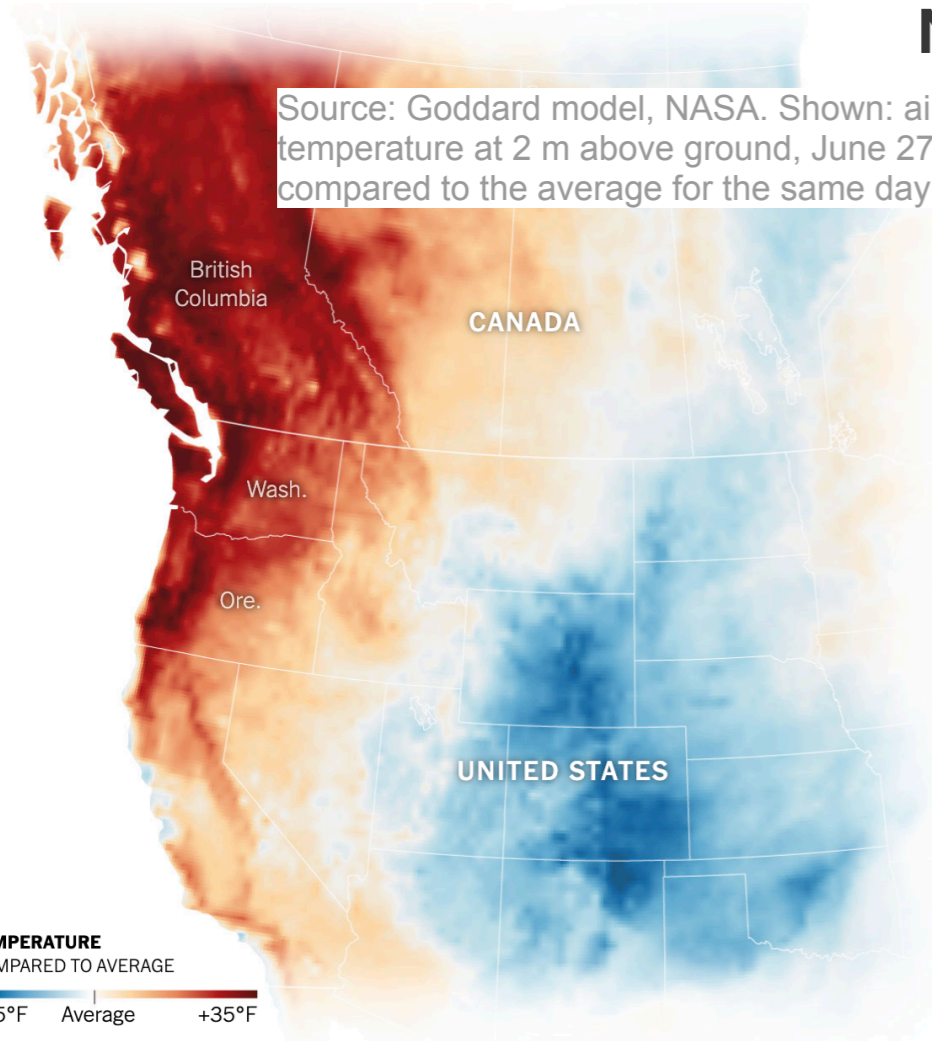 Source: Goddard model, NASA. Shown: ai
temperature at 2 m above ground, June 27
compared to the average for the same day
British
Columbia
CANADA
Wash.
Ore.
UNITED STATES
MPERATURE
MPARED TO AVERAGE
5°F Average +35°F